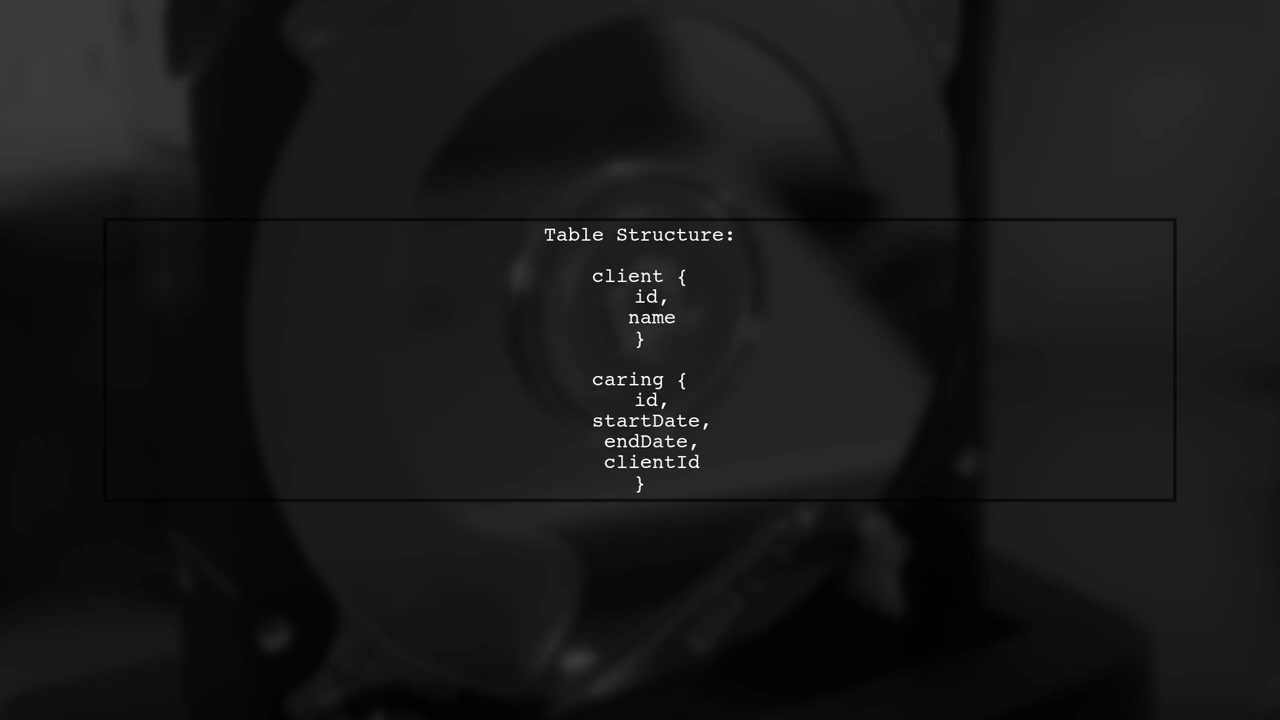 Table Structure:
client {
id,
name
}
caring {
id,
startDate,
endDate,
clientId
}